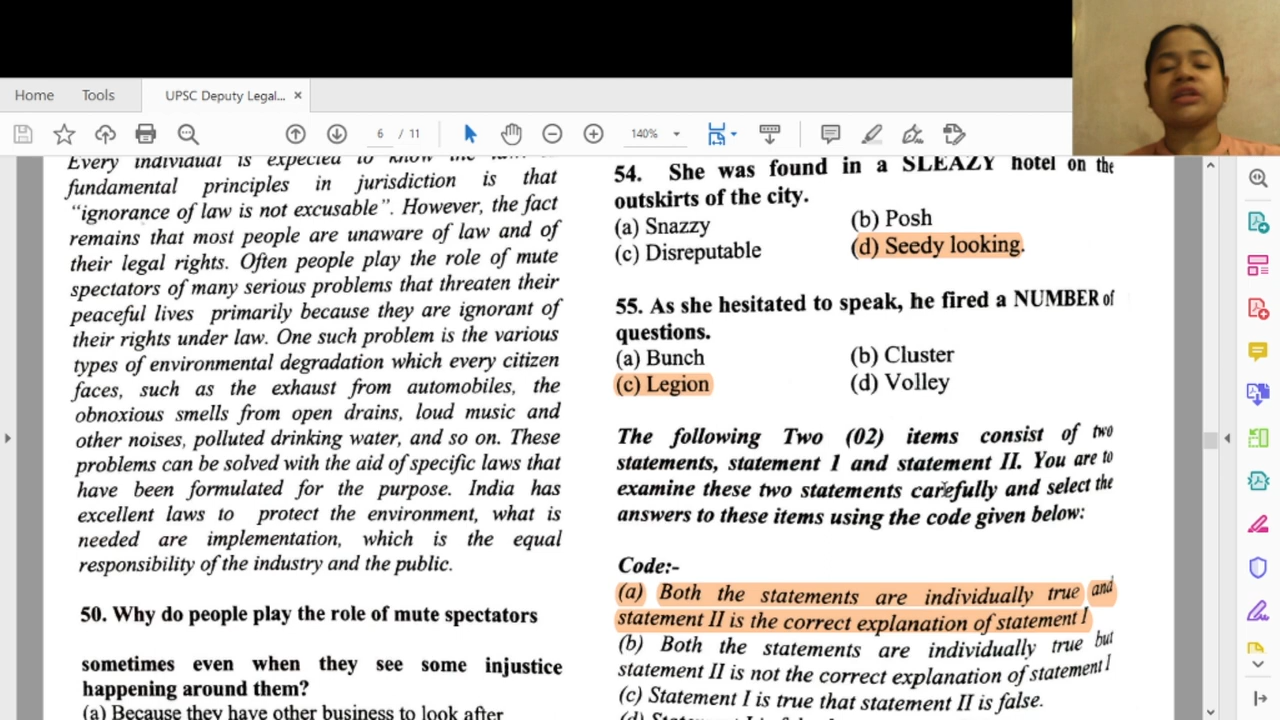 Home
Tools
UPSC Deputy Legal... ×
6 / 11
140%
Every individual is expected to know the
fundamental principles in jurisdiction is that
“ignorance of law is not excusable”. However, the fact
remains that most people are unaware of law and of
their legal rights. Often people play the role of mute
spectators of many serious problems that threaten their
peaceful lives primarily because they are ignorant of
their rights under law. One such problem is the various
types of environmental degradation which every citizen
faces, such as the exhaust from automobiles, the
obnoxious smells from open drains, loud music and
other noises, polluted drinking water, and so on. These
problems can be solved with the aid of specific laws that
have been formulated for the purpose. India has
excellent laws to protect the environment, what is
needed are implementation, which is the equal
responsibility of the industry and the public.
50. Why do people play the role of mute spectators
sometimes even when they see some injustice
happening around them?
(a) Because they have other business to look after
54. She was found in a SLEAZY hotel on the
outskirts of the city.
(a) Snazzy (b) Posh
(c) Disreputable (d) Seedy looking.
55. As she hesitated to speak, he fired a NUMBER of
questions.
(a) Bunch (b) Cluster
(c) Legion (d) Volley
The following Two (02) items consist of two
statements, statement 1 and statement II. You are to
examine these two statements carefully and select the
answers to these items using the code given below:
Code:-
(a) Both the statements are individually true and
statement II is the correct explanation of statement I
(b) Both the statements are individually true but
statement II is not the correct explanation of statement I
(c) Statement I is true that statement II is false.